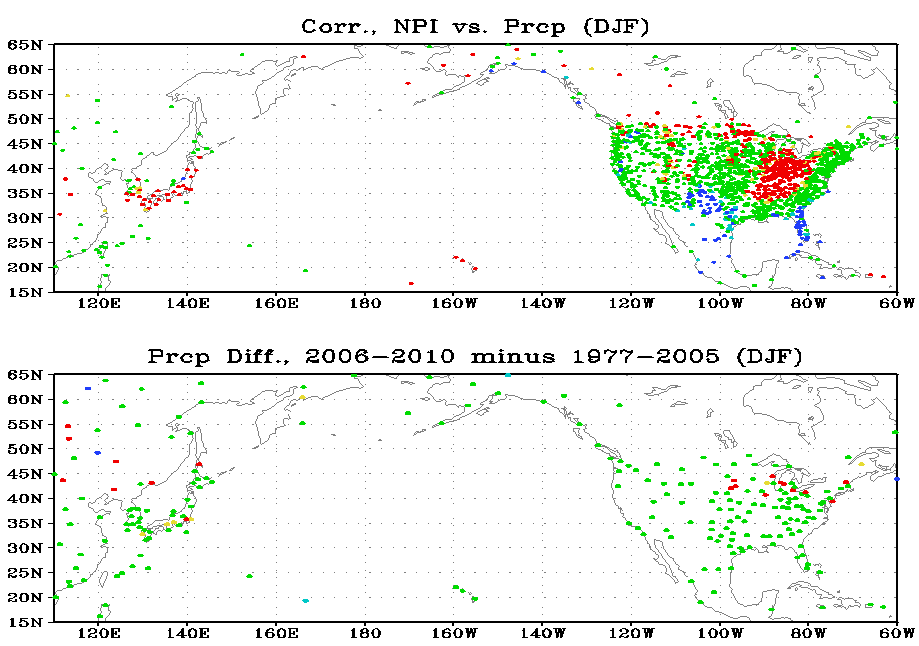 Corr., NPI vs. Prcp (DJF)
65N
60N
55N
50N
45N
40N
35N
30N
25N
20N
15N
120E 140E 160E 180 160W 140W 120W 100W 80W 60W
Prcp Diff., 2006-2010 minus 1977-2005 (DJF)
65N
60N
55N
50N
45N
40N
35N
30N
25N
20N
15N
120E 140E 160E 180 160W 140W 120W 100W 80W 60W